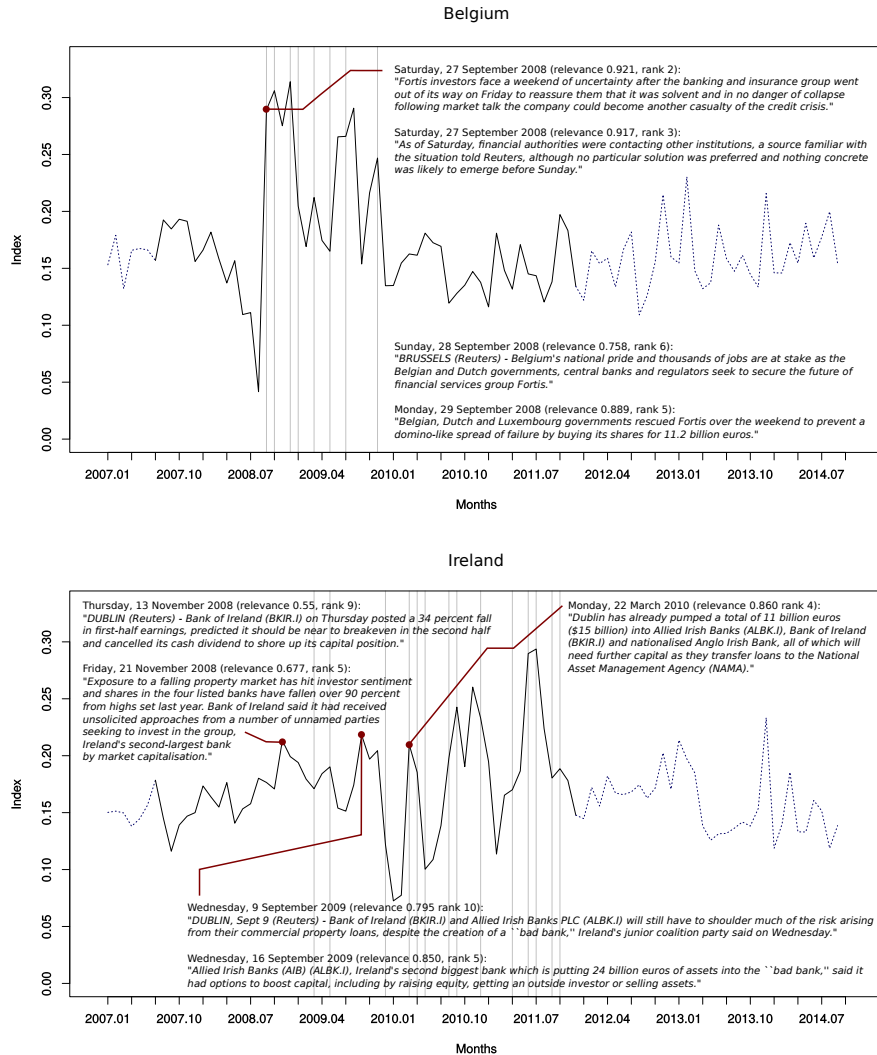 Belgium
Saturday, 27 September 2008 (relevance 0.921, rank 2):
"Fortis investors face a weekend of uncertainty after the banking and insurance group went
out of its way on Friday to reassure them that it was solvent and in no danger of collapse
following market talk the company could become another casualty of the credit crisis."
Saturday, 27 September 2008 (relevance 0.917, rank 3):
"As of Saturday, financial authorities were contacting other institutions, a source familiar with
the situation told Reuters, although no particular solution was preferred and nothing concrete
was likely to emerge before Sunday."
Sunday, 28 September 2008 (relevance 0.758, rank 6):
"BRUSSELS (Reuters) - Belgium's national pride and thousands of jobs are at stake as the
Belgian and Dutch governments, central banks and regulators seek to secure the future of
financial services group Fortis."
Monday, 29 September 2008 (relevance 0.889, rank 5):
"Belgian, Dutch and Luxembourg governments rescued Fortis over the weekend to prevent a
domino-like spread of failure by buying its shares for 11.2 billion euros."
Index
0.30
0.25
0.20
0.15
0.10
0.05
0.00
2007.01 2007.10 2008.07 2009.04 2010.01 2010.10 2011.07 2012.04 2013.01 2013.10 2014.07
Months
Ireland
Thursday, 13 November 2008 (relevance 0.55, rank 9):
"DUBLIN (Reuters) - Bank of Ireland (BKIR.I) on Thursday posted a 34 percent fall
in first-half earnings, predicted it should be near to breakeven in the second half
and cancelled its cash dividend to shore up its capital position."
Friday, 21 November 2008 (relevance 0.677, rank 5):
"Exposure to a falling property market has hit investor sentiment
and shares in the four listed banks have fallen over 90 percent
from highs set last year. Bank of Ireland said it had received
unsolicited approaches from a number of unnamed parties
seeking to invest in the group,
Ireland's second-largest bank
by market capitalisation."
Monday, 22 March 2010 (relevance 0.860 rank 4):
"Dublin has already pumped a total of 11 billion euros
($15 billion) into Allied Irish Banks (ALBK.I), Bank of Ireland
(BKIR.I) and nationalised Anglo Irish Bank, all of which will
need further capital as they transfer loans to the National
Asset Management Agency (NAMA)."
Wednesday, 9 September 2009 (relevance 0.795 rank 10):
"DUBLIN, Sept 9 (Reuters) - Bank of Ireland (BKIR.I) and Allied Irish Banks PLC (ALBK.I) will still have to shoulder much of the risk arising
from their commercial property loans, despite the creation of a ``bad bank,'' Ireland's junior coalition party said on Wednesday."
Wednesday, 16 September 2009 (relevance 0.850, rank 5):
"Allied Irish Banks (AIB) (ALBK.I), Ireland's second biggest bank which is putting 24 billion euros of assets into the ``bad bank,'' said it
had options to boost capital, including by raising equity, getting an outside investor or selling assets."
Index
0.30
0.25
0.20
0.15
0.10
0.05
0.00
2007.01 2007.10 2008.07 2009.04 2010.01 2010.10 2011.07 2012.04 2013.01 2013.10 2014.07
Months